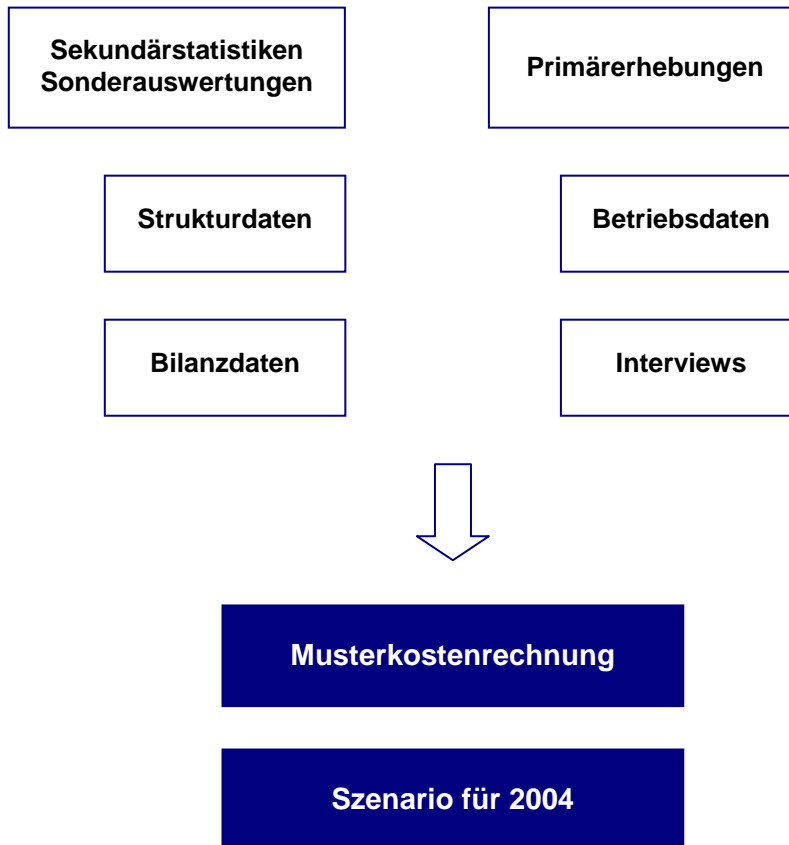 Sekundärstatistiken
Sonderauswertungen
Primärerhebungen
Strukturdaten
Betriebsdaten
Bilanzdaten
Interviews
Musterkostenrechnung
Szenario für 2004